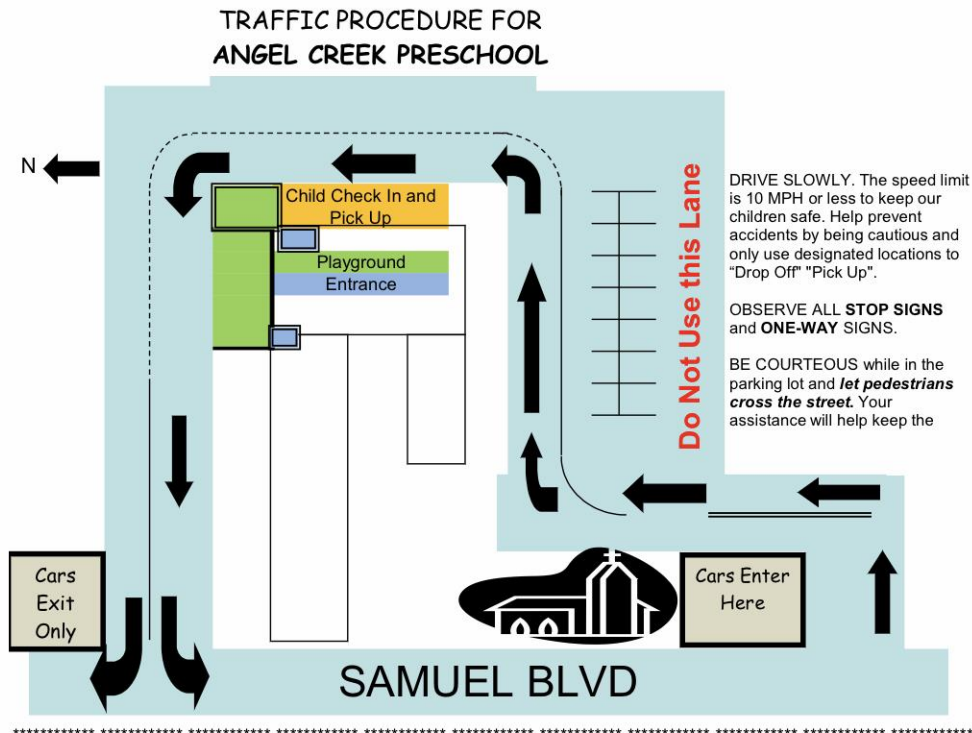 TRAFFIC PROCEDURE FOR
ANGEL CREEK PRESCHOOL
N
Child Check In and
Pick Up
Playground
Entrance
Do Not Use this Lane
DRIVE SLOWLY. The speed limit
is 10 MPH or less to keep our
children safe. Help prevent
accidents by being cautious and
only use designated locations to
“Drop Off" "Pick Up".
OBSERVE ALL STOP SIGNS
and ONE-WAY SIGNS.
BE COURTEOUS while in the
parking lot and let pedestrians
cross the street. Your
assistance will help keep the
Cars
Exit
Only
Cars Enter
Here
SAMUEL BLVD
************ ************ ************ ************ ************ ************ ************ ************ ************ ************ ************